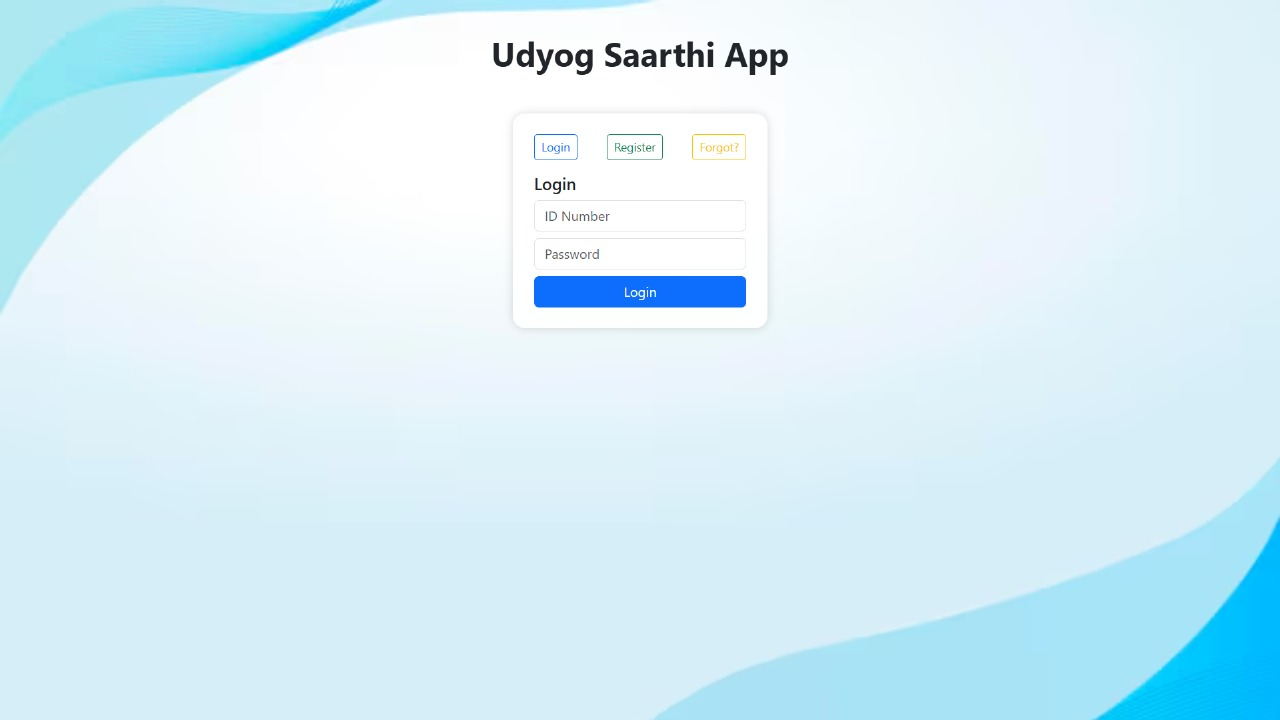 Udyog Saarthi App
Login Register Forgot?
Login
ID Number
Password
Login